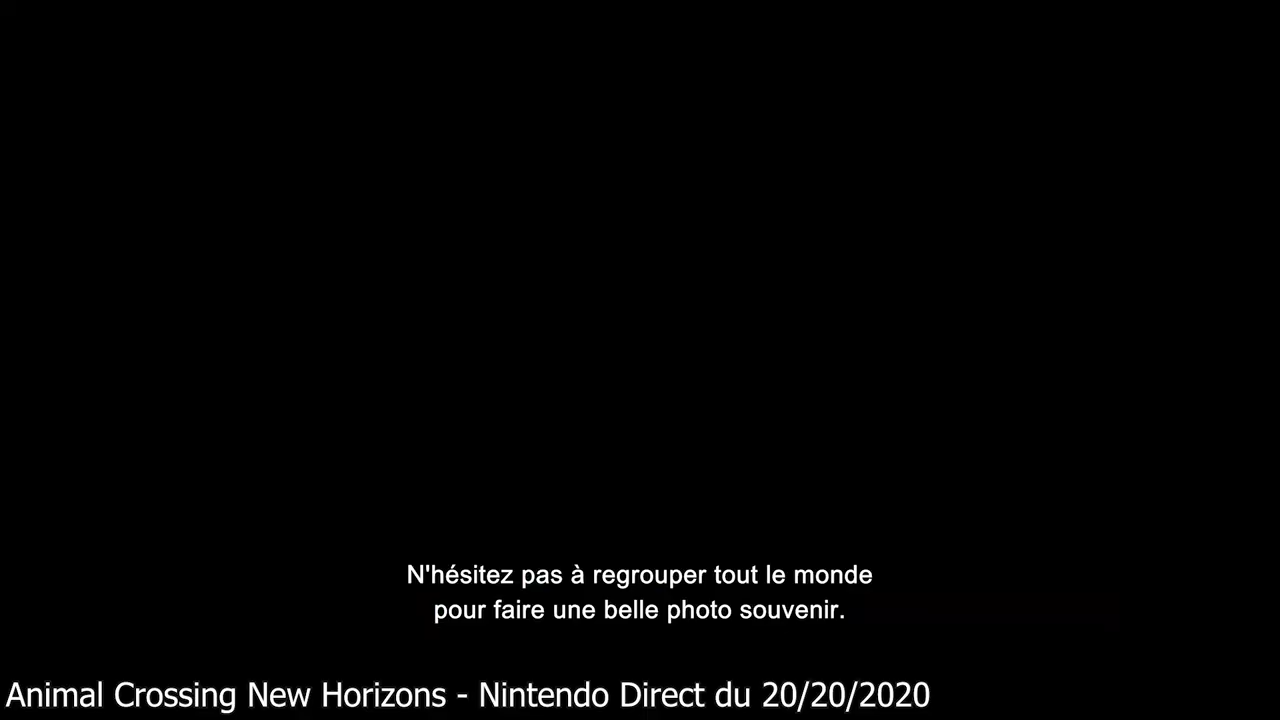 N'hésitez pas à regrouper tout le monde
pour faire une belle photo souvenir.
Animal Crossing New Horizons - Nintendo Direct du 20/20/2020